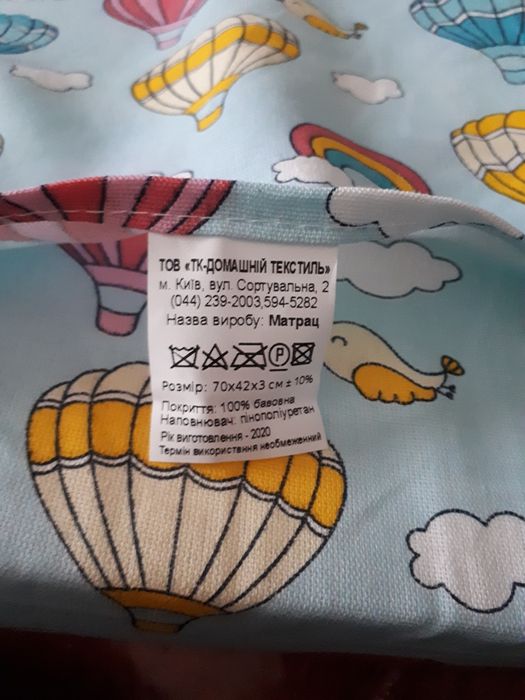 ТОВ «ТК-ДОМАШНІЙ ТЕКСТИЛЬ»
м. Київ, вул. Сортувальна, 2
(044) 239-2003,594-5282
Назва виробу: Матрац
P
Розмір: 70х42х3 см ± 10%
Покриття: 100% бавовна
Наповнювач: пінополіуретан
Рік виготовлення - 2020
Термін використання необмежений